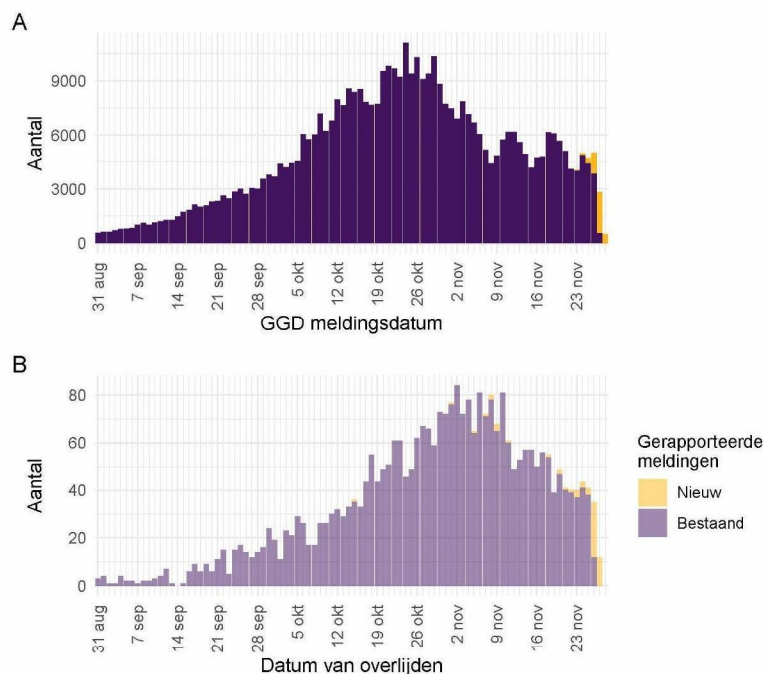 A
Aantal
9000
6000
3000
0
31 aug
7 sep
14 sep
21 sep
28 sep
5 okt
12 okt
19 okt
26 okt
2 nov
9 nov
16 nov
23 nov
GGD meldingsdatum
B
Aantal
80
60
40
20
0
31 aug
7 sep
14 sep
21 sep
28 sep
5 okt
12 okt
19 okt
26 okt
2 nov
9 nov
16 nov
23 nov
Datum van overlijden
Gerapporteerde
meldingen
Nieuw
Bestaand